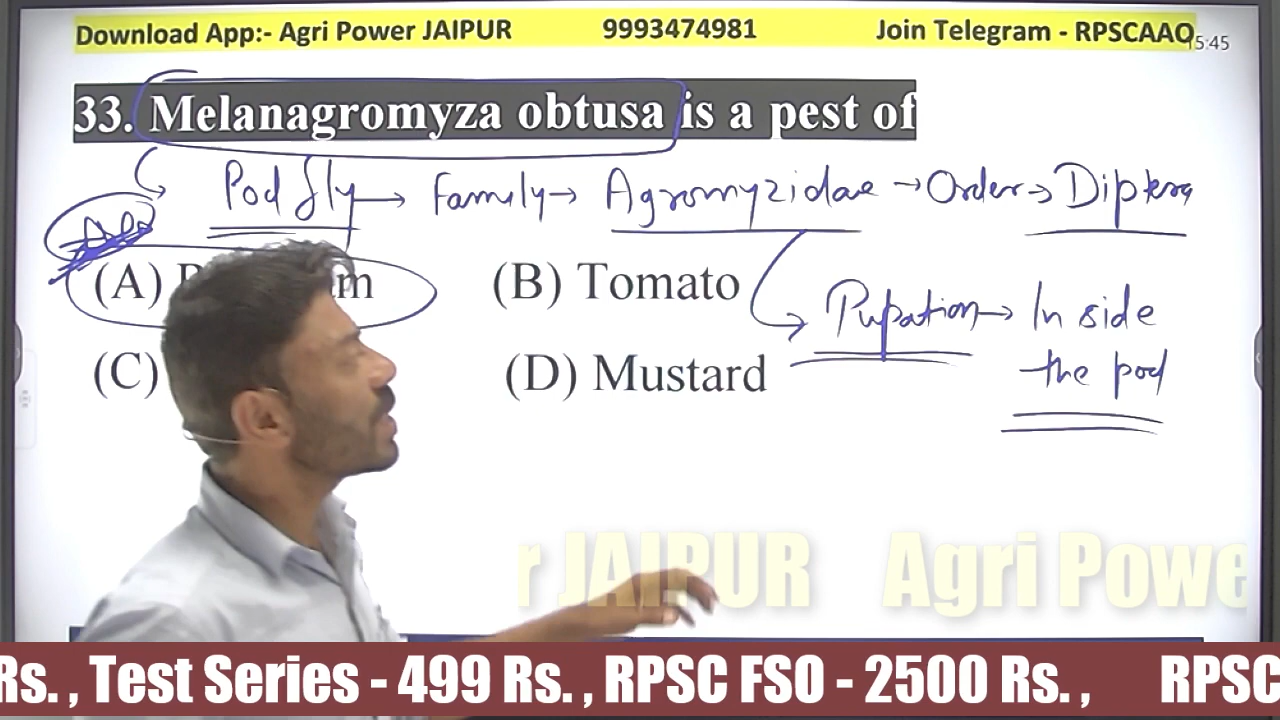 Download App:- Agri Power JAIPUR 9993474981 Join Telegram - RPSCAAO
5:45
33. Melanagromyza obtusa is a pest of
Pod fly → Family → Agromyzidae → Order → Diptera
(A) m (B) Tomato
Pupation → In side
the pod
(C) (D) Mustard
r JAIPUR Agri Powe
Rs. , Test Series - 499 Rs. , RPSC FSO - 2500 Rs. , RPSC